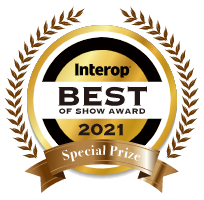 Interop
BEST
OF SHOW AWARD
2021
Special Prize